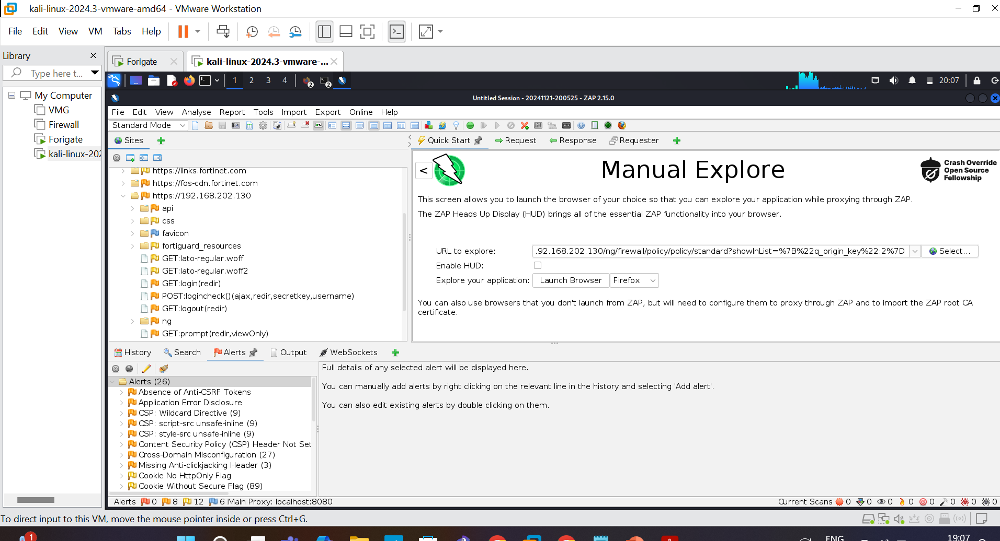 kali-linux-2024.3-vmware-amd64 - VMware Workstation
File Edit View VM Tabs Help
Library
Type here t...
My Computer
VMG
Firewall
Forigate
kali-linux-202
Forigate
kali-linux-2024.3-vmware-...
1 2 3 4 2 2 20:07
Untitled Session - 20241121-200525 - ZAP 2.15.0
File Edit View Analyse Report Tools Import Export Online Help
Standard Mode
Sites
Quick Start Request Response Requester
https://links.fortinet.com
https://fos-cdn.fortinet.com
https://192.168.202.130
api
css
favicon
fortiguard_resources
GET:lato-regular.woff
GET:lato-regular.woff2
GET:login(redir)
POST:logincheck()(ajax,redir,secretkey,username)
GET:logout(redir)
ng
GET:prompt(redir,viewOnly)
<
Manual Explore
Crash Override
Open Source
Fellowship
This screen allows you to launch the browser of your choice so that you can explore your application while proxying through ZAP.
The ZAP Heads Up Display (HUD) brings all of the essential ZAP functionality into your browser.
URL to explore: .92.168.202.130/ng/firewall/policy/policy/standard?showInList=%7B%22q_origin_key%22:2%7D Select...
Enable HUD:
Explore your application: Launch Browser Firefox
You can also use browsers that you don't launch from ZAP, but will need to configure them to proxy through ZAP and to import the ZAP root CA
certificate.
History Search Alerts Output WebSockets
Alerts (26)
Absence of Anti-CSRF Tokens
Application Error Disclosure
CSP: Wildcard Directive (9)
CSP: script-src unsafe-inline (9)
CSP: style-src unsafe-inline (9)
Content Security Policy (CSP) Header Not Set
Cross-Domain Misconfiguration (27)
Missing Anti-clickjacking Header (3)
Cookie No HttpOnly Flag
Cookie Without Secure Flag (89)
Full details of any selected alert will be displayed here.
You can manually add alerts by right clicking on the relevant line in the history and selecting 'Add alert'.
You can also edit existing alerts by double clicking on them.
Alerts 0 8 12 6 Main Proxy: localhost:8080
Current Scans 0 0 0 0 0 0 0 0
To direct input to this VM, move the mouse pointer inside or press Ctrl+G.
1
ENG
19:07